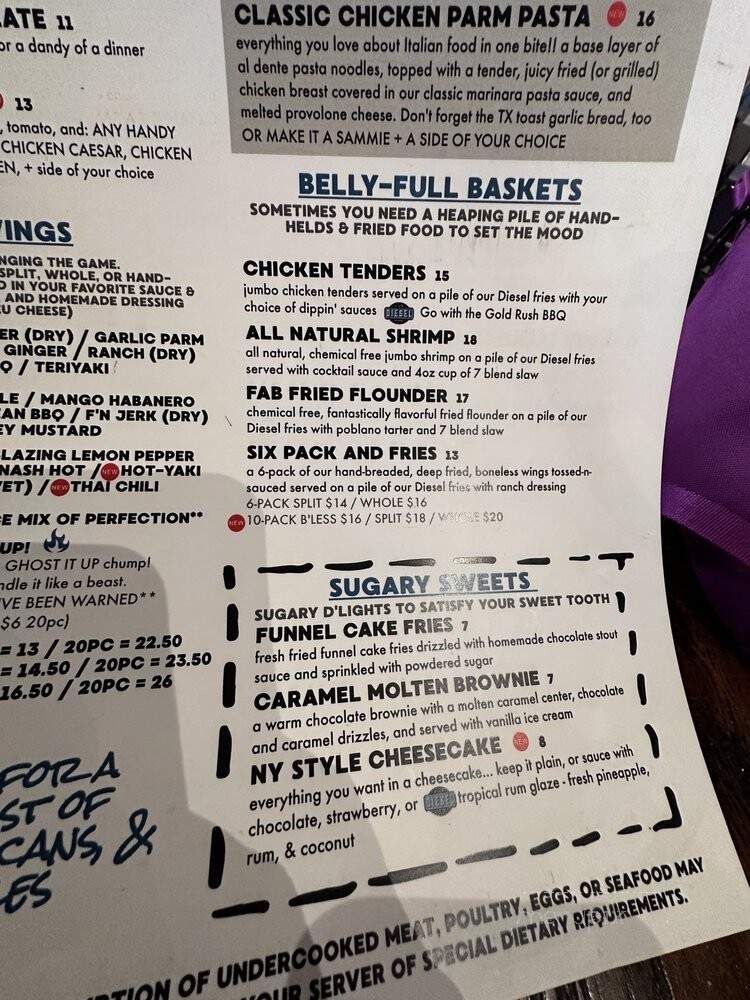 ATE 11
or a dandy of a dinner
13
, tomato, and: ANY HANDY
CHICKEN CAESAR, CHICKEN
EN, + side of your choice
INGS
NGING THE GAME.
SPLIT, WHOLE, OR HAND-
D IN YOUR FAVORITE SAUCE &
AND HOMEMADE DRESSING
EU CHEESE)
ER (DRY) / GARLIC PARM
GINGER / RANCH (DRY)
Q / TERIYAKI
LE / MANGO HABANERO
AN BBQ / F'N JERK (DRY)
EY MUSTARD
LAZING LEMON PEPPER
NASH HOT / NEW HOT-YAKI
ET) / NEW THAI CHILI
E MIX OF PERFECTION**
UP!
GHOST IT UP chump!
ndle it like a beast.
'VE BEEN WARNED**
$6 20pc)
= 13 / 20PC = 22.50
= 14.50 / 20PC = 23.50
16.50 / 20PC = 26
FOR A
ST OF
CANS, &
ES
CLASSIC CHICKEN PARM PASTA NEW 16
everything you love about Italian food in one bite!! a base layer of
al dente pasta noodles, topped with a tender, juicy fried (or grilled)
chicken breast covered in our classic marinara pasta sauce, and
melted provolone cheese. Don't forget the TX toast garlic bread, too
OR MAKE IT A SAMMIE + A SIDE OF YOUR CHOICE
BELLY-FULL BASKETS
SOMETIMES YOU NEED A HEAPING PILE OF HAND-
HELDS & FRIED FOOD TO SET THE MOOD
CHICKEN TENDERS 15
jumbo chicken tenders served on a pile of our Diesel fries with your
choice of dippin' sauces DIESEL Go with the Gold Rush BBQ
ALL NATURAL SHRIMP 18
all natural, chemical free jumbo shrimp on a pile of our Diesel fries
served with cocktail sauce and 4oz cup of 7 blend slaw
FAB FRIED FLOUNDER 17
chemical free, fantastically flavorful fried flounder on a pile of our
Diesel fries with poblano tarter and 7 blend slaw
SIX PACK AND FRIES 13
a 6-pack of our hand-breaded, deep fried, boneless wings tossed-n-
sauced served on a pile of our Diesel fries with ranch dressing
6-PACK SPLIT $14 / WHOLE $16
NEW 10-PACK B'LESS $16 / SPLIT $18 / WHOLE $20
SUGARY SWEETS
SUGARY D'LIGHTS TO SATISFY YOUR SWEET TOOTH
FUNNEL CAKE FRIES 7
fresh fried funnel cake fries drizzled with homemade chocolate stout
sauce and sprinkled with powdered sugar
CARAMEL MOLTEN BROWNIE 7
a warm chocolate brownie with a molten caramel center, chocolate
and caramel drizzles, and served with vanilla ice cream
NY STYLE CHEESECAKE NEW 8
everything you want in a cheesecake... keep it plain, or sauce with
chocolate, strawberry, or DIESEL tropical rum glaze - fresh pineapple,
rum, & coconut
PTION OF UNDERCOOKED MEAT, POULTRY, EGGS, OR SEAFOOD MAY
YOUR SERVER OF SPECIAL DIETARY REQUIREMENTS.